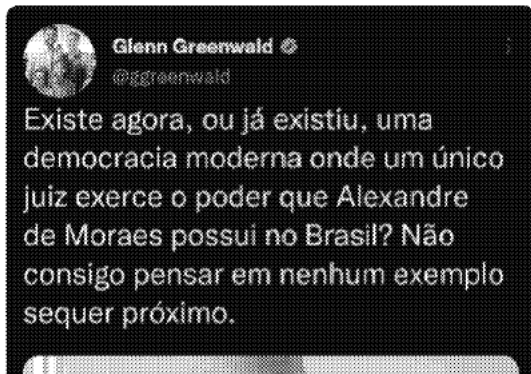 Glenn Greenwald
@ggreenwald
Existe agora, ou já existiu, uma
democracia moderna onde um único
juiz exerce o poder que Alexandre
de Moraes possui no Brasil? Não
consigo pensar em nenhum exemplo
sequer próximo.